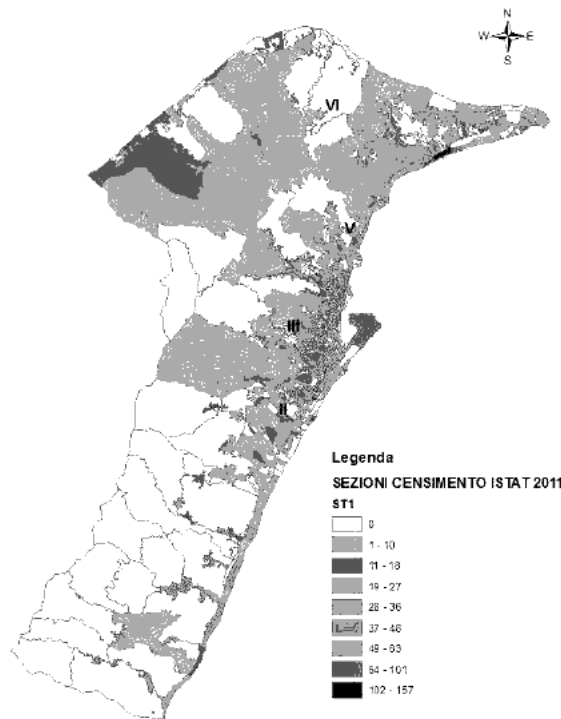 N
W E
S
VI
V
III
II
Legenda
SEZIONI CENSIMENTO ISTAT 2011
ST1
0
1 - 10
11 - 18
19 - 27
28 - 36
37 - 48
49 - 63
64 - 101
102 - 157